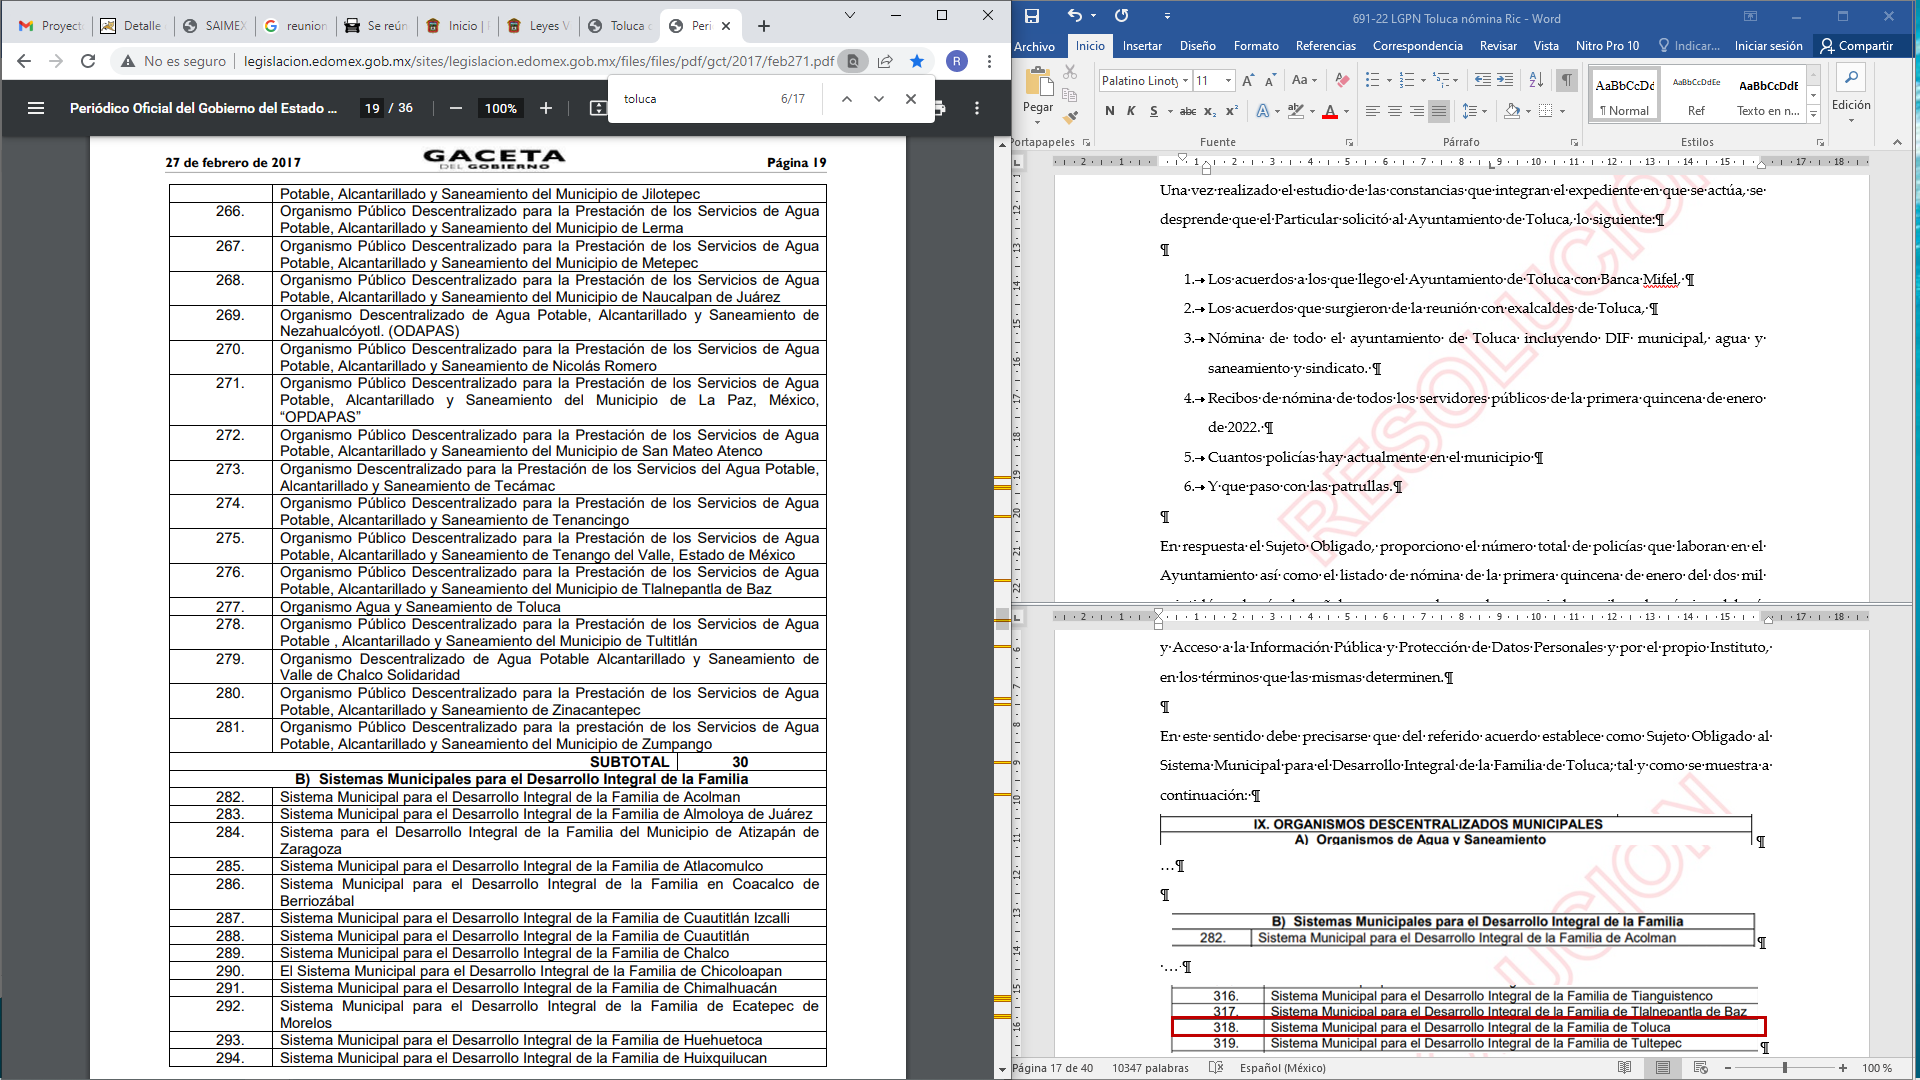 Proyect
Detalle
SAIMEX
reunion
Se reún
Inicio |
Leyes V
Toluca
Peri
No es seguro
legislacion.edomex.gob.mx/sites/legislacion.edomex.gob.mx/files/files/pdf/gct/2017/feb271.pdf
R
Periódico Oficial del Gobierno del Estado ...
19 / 36
100%
toluca
6/17
27 de febrero de 2017
GACETA
DEL GOBIERNO
Página 19
Potable, Alcantarillado y Saneamiento del Municipio de Jilotepec
266. Organismo Público Descentralizado para la Prestación de los Servicios de Agua
Potable, Alcantarillado y Saneamiento del Municipio de Lerma
267. Organismo Público Descentralizado para la Prestación de los Servicios de Agua
Potable, Alcantarillado y Saneamiento del Municipio de Metepec
268. Organismo Público Descentralizado para la Prestación de los Servicios de Agua
Potable, Alcantarillado y Saneamiento del Municipio de Naucalpan de Juárez
269. Organismo Descentralizado de Agua Potable, Alcantarillado y Saneamiento de
Nezahualcóyotl. (ODAPAS)
270. Organismo Público Descentralizado para la Prestación de los Servicios de Agua
Potable, Alcantarillado y Saneamiento de Nicolás Romero
271. Organismo Público Descentralizado para la Prestación de los Servicios de Agua
Potable, Alcantarillado y Saneamiento del Municipio de La Paz, México,
“OPDAPAS”
272. Organismo Público Descentralizado para la Prestación de los Servicios de Agua
Potable, Alcantarillado y Saneamiento del Municipio de San Mateo Atenco
273. Organismo Descentralizado para la Prestación de los Servicios del Agua Potable,
Alcantarillado y Saneamiento de Tecámac
274. Organismo Público Descentralizado para la Prestación de los Servicios de Agua
Potable, Alcantarillado y Saneamiento de Tenancingo
275. Organismo Público Descentralizado para la Prestación de los Servicios de Agua
Potable, Alcantarillado y Saneamiento de Tenango del Valle, Estado de México
276. Organismo Público Descentralizado para la Prestación de los Servicios de Agua
Potable, Alcantarillado y Saneamiento del Municipio de Tlalnepantla de Baz
277. Organismo Agua y Saneamiento de Toluca
278. Organismo Público Descentralizado para la Prestación de los Servicios de Agua
Potable , Alcantarillado y Saneamiento del Municipio de Tultitlán
279. Organismo Descentralizado de Agua Potable Alcantarillado y Saneamiento de
Valle de Chalco Solidaridad
280. Organismo Público Descentralizado para la Prestación de los Servicios de Agua
Potable, Alcantarillado y Saneamiento de Zinacantepec
281. Organismo Público Descentralizado para la prestación de los Servicios de Agua
Potable, Alcantarillado y Saneamiento del Municipio de Zumpango
SUBTOTAL 30
B) Sistemas Municipales para el Desarrollo Integral de la Familia
282. Sistema Municipal para el Desarrollo Integral de la Familia de Acolman
283. Sistema Municipal para el Desarrollo Integral de la Familia de Almoloya de Juárez
284. Sistema para el Desarrollo Integral de la Familia del Municipio de Atizapán de
Zaragoza
285. Sistema Municipal para el Desarrollo Integral de la Familia de Atlacomulco
286. Sistema Municipal para el Desarrollo Integral de la Familia en Coacalco de
Berriozábal
287. Sistema Municipal para el Desarrollo Integral de la Familia de Cuautitlán Izcalli
288. Sistema Municipal para el Desarrollo Integral de la Familia de Cuautitlán
289. Sistema Municipal para el Desarrollo Integral de la Familia de Chalco
290. El Sistema Municipal para el Desarrollo Integral de la Familia de Chicoloapan
291. Sistema Municipal para el Desarrollo Integral de la Familia de Chimalhuacán
292. Sistema Municipal para el Desarrollo Integral de la Familia de Ecatepec de
Morelos
293. Sistema Municipal para el Desarrollo Integral de la Familia de Huehuetoca
294. Sistema Municipal para el Desarrollo Integral de la Familia de Huixquilucan
691-22 LGPN Toluca nómina Ric - Word
Archivo Inicio Insertar Diseño Formato Referencias Correspondencia Revisar Vista Nitro Pro 10 Indicar... Iniciar sesión Compartir
Pegar
Palatino Linoty 11
N K S abc x₂ x²
AaBbCcDd ¶ Normal
AaBbCcDdEe Ref
AaBbCcDdE Texto en n...
Edición
Portapapeles Fuente Párrafo Estilos
Una vez realizado el estudio de las constancias que integran el expediente en que se actúa, se
desprende que el Particular solicitó al Ayuntamiento de Toluca, lo siguiente:¶
¶
1. Los acuerdos a los que llego el Ayuntamiento de Toluca con Banca Mifel, ¶
2. Los acuerdos que surgieron de la reunión con exalcaldes de Toluca, ¶
3. Nómina de todo el ayuntamiento de Toluca incluyendo DIF municipal, agua y
saneamiento y sindicato. ¶
4. Recibos de nómina de todos los servidores públicos de la primera quincena de enero
de 2022. ¶
5. Cuantos policías hay actualmente en el municipio ¶
6. Y que paso con las patrullas.¶
¶
En respuesta el Sujeto Obligado, proporciono el número total de policías que laboran en el
Ayuntamiento así como el listado de nómina de la primera quincena de enero del dos mil
RESOLUCIÓN
y Acceso a la Información Pública y Protección de Datos Personales y por el propio Instituto,
en los términos que las mismas determinen.¶
¶
En este sentido debe precisarse que del referido acuerdo establece como Sujeto Obligado al
Sistema Municipal para el Desarrollo Integral de la Familia de Toluca; tal y como se muestra a
continuación: ¶
IX. ORGANISMOS DESCENTRALIZADOS MUNICIPALES
A) Organismos de Agua y Saneamiento ¶
...¶
¶
B) Sistemas Municipales para el Desarrollo Integral de la Familia
282. Sistema Municipal para el Desarrollo Integral de la Familia de Acolman ¶
... ¶
316. Sistema Municipal para el Desarrollo Integral de la Familia de Tianguistenco
317. Sistema Municipal para el Desarrollo Integral de la Familia de Tlalnepantla de Baz
318. Sistema Municipal para el Desarrollo Integral de la Familia de Toluca
319. Sistema Municipal para el Desarrollo Integral de la Familia de Tultepec ¶
Página 17 de 40 10347 palabras Español (México) 100 %